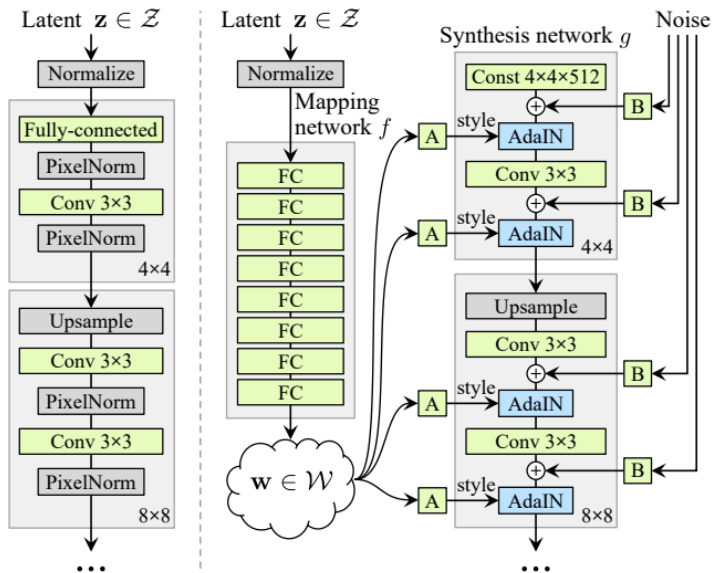 Latent z ∈ 𝒵
Normalize
Fully-connected
PixelNorm
Conv 3×3
PixelNorm
4×4
Upsample
Conv 3×3
PixelNorm
Conv 3×3
PixelNorm
8×8
...
Latent z ∈ 𝒵
Normalize
Mapping
network f
FC
FC
FC
FC
FC
FC
FC
FC
w ∈ 𝒲
A
style
A
style
A
style
A
style
Synthesis network g
Const 4×4×512
AdaIN
Conv 3×3
AdaIN
4×4
Upsample
Conv 3×3
AdaIN
Conv 3×3
AdaIN
8×8
...
Noise
B
B
B
B